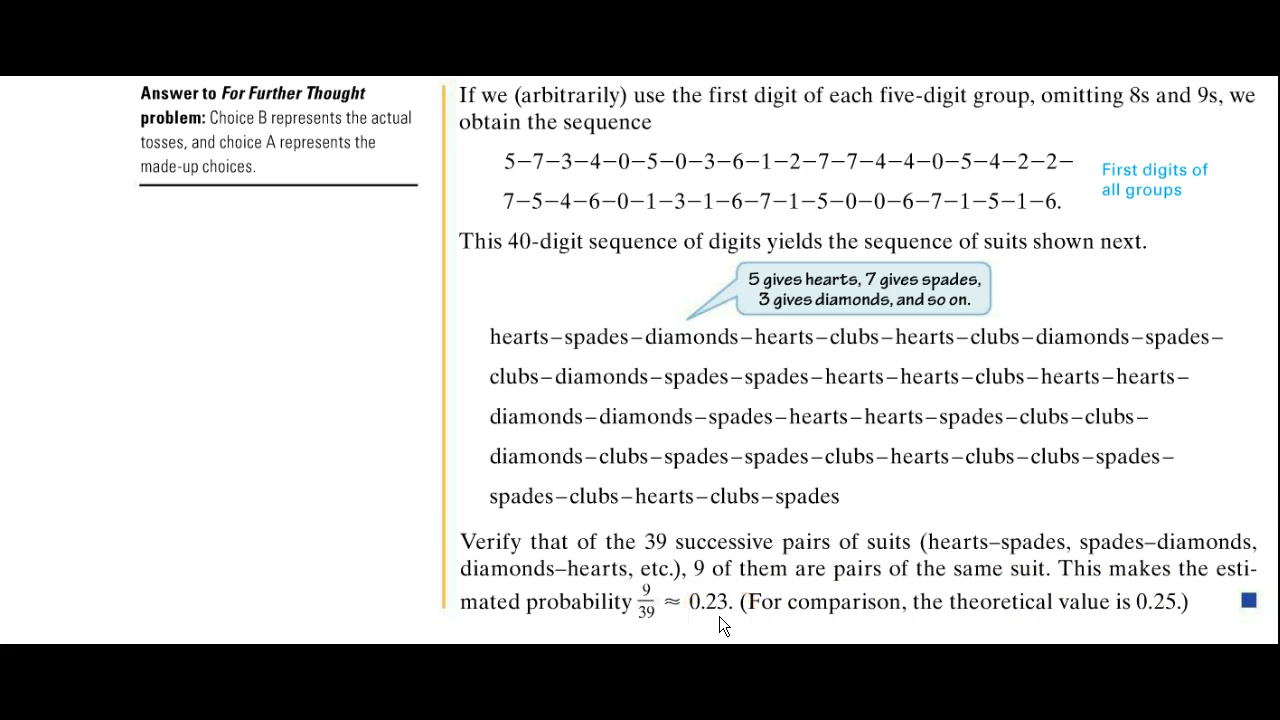 Answer to For Further Thought
problem: Choice B represents the actual
tosses, and choice A represents the
made-up choices.
If we (arbitrarily) use the first digit of each five-digit group, omitting 8s and 9s, we
obtain the sequence
5−7−3−4−0−5−0−3−6−1−2−7−7−4−4−0−5−4−2−2−
7−5−4−6−0−1−3−1−6−7−1−5−0−0−6−7−1−5−1−6.
First digits of
all groups
This 40-digit sequence of digits yields the sequence of suits shown next.
5 gives hearts, 7 gives spades,
3 gives diamonds, and so on.
hearts–spades–diamonds–hearts–clubs–hearts–clubs–diamonds–spades–
clubs–diamonds–spades–spades–hearts–hearts–clubs–hearts–hearts–
diamonds–diamonds–spades–hearts–hearts–spades–clubs–clubs–
diamonds–clubs–spades–spades–clubs–hearts–clubs–clubs–spades–
spades–clubs–hearts–clubs–spades
Verify that of the 39 successive pairs of suits (hearts–spades, spades–diamonds,
diamonds–hearts, etc.), 9 of them are pairs of the same suit. This makes the esti-
mated probability 9/39 ≈ 0.23. (For comparison, the theoretical value is 0.25.)